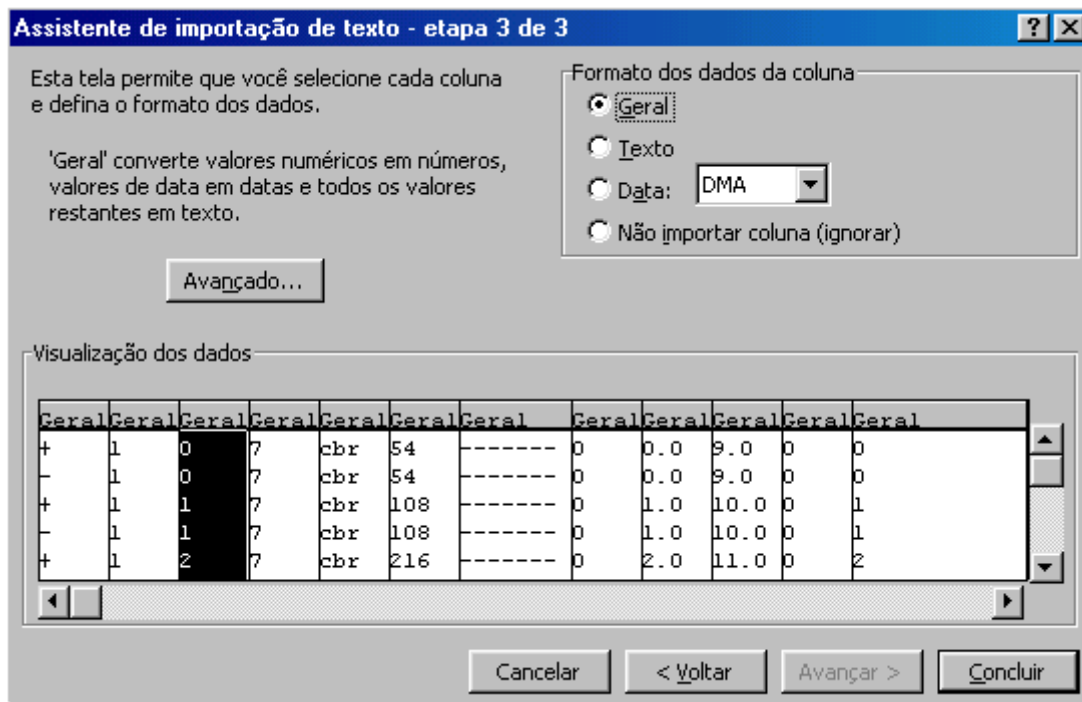 Assistente de importação de texto - etapa 3 de 3
Esta tela permite que você selecione cada coluna
e defina o formato dos dados.
'Geral' converte valores numéricos em números,
valores de data em datas e todos os valores
restantes em texto.
Avançado...
Formato dos dados da coluna
Geral
Texto
Data: DMA
Não importar coluna (ignorar)
Visualização dos dados
Geral Geral Geral Geral Geral Geral Geral Geral Geral Geral Geral Geral
+ 1 0 7 cbr 54 ------- 0 0.0 9.0 0 0
- 1 0 7 cbr 54 ------- 0 0.0 9.0 0 0
+ 1 1 7 cbr 108 ------- 0 1.0 10.0 0 1
- 1 1 7 cbr 108 ------- 0 1.0 10.0 0 1
+ 1 2 7 cbr 216 ------- 0 2.0 11.0 0 2
Cancelar < Voltar Avançar > Concluir